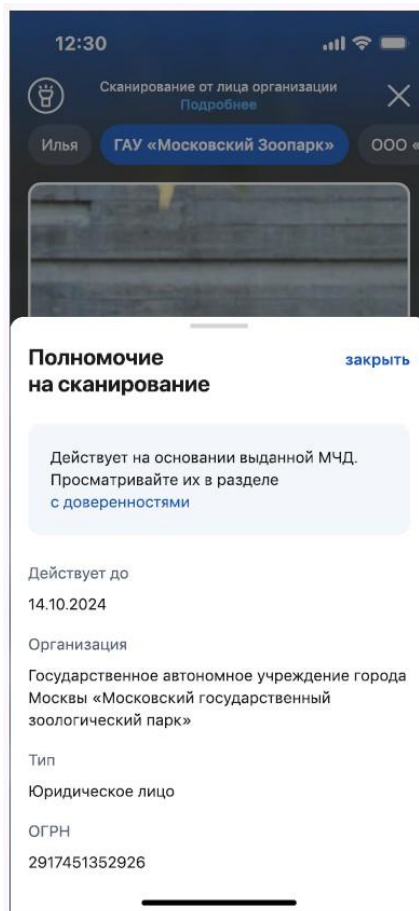 12:30
Сканирование от лица организации
Подробнее
Илья
ГАУ «Московский Зоопарк»
ООО «
Полномочие
закрыть
на сканирование
Действует на основании выданной МЧД.
Просматривайте их в разделе
с доверенностями
Действует до
14.10.2024
Организация
Государственное автономное учреждение города
Москвы «Московский государственный
зоологический парк»
Тип
Юридическое лицо
ОГРН
2917451352926